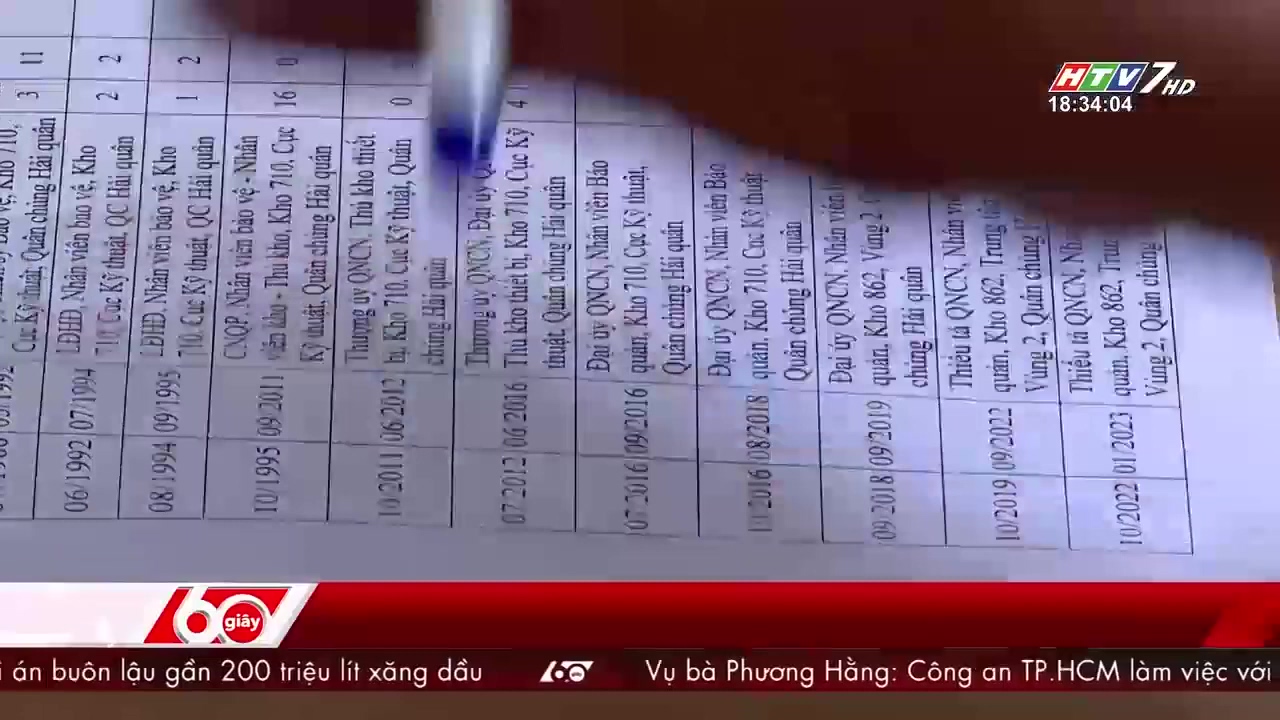 HTV7 HD
18:34:04
11
3
Cục Kỹ thuật, Quân chủng Hải quân
2
2
06/1992 07/1994 LĐHĐ, Nhân viên bảo vệ, Kho
710, Cục Kỹ thuật, QC Hải quân
2
1
08/1994 09/1995 LĐHĐ, Nhân viên bảo vệ, Kho
710, Cục Kỹ thuật, QC Hải quân
0
16
10/1995 09/2011 CNQP, Nhân viên bảo vệ - Nhân
viên kho - Thủ kho, Kho 710, Cục
Kỹ thuật, Quân chủng Hải quân
0
10/2011 06/2012 Thượng úy QNCN, Thủ kho thiết
bị, Kho 710, Cục Kỹ thuật, Quân
chủng Hải quân
4
07/2012 06/2016 Thượng úy QNCN, Đại úy
Thủ kho thiết bị, Kho 710, Cục Kỹ
thuật, Quân chủng Hải quân
07/2016 09/2016 Đại úy QNCN, Nhân viên Bảo
quản, Kho 710, Cục Kỹ thuật,
Quân chủng Hải quân
10/2016 08/2018 Đại úy QNCN, Nhân viên Bảo
quản, Kho 710, Cục Kỹ thuật
Quân chủng Hải quân
09/2018 09/2019 Đại úy QNCN, Nhân viên
quản, Kho 862, Vùng 2
chủng Hải quân
10/2019 09/2022 Thiếu tá QNCN, Nhân
quản, Kho 862, Trung
Vùng 2, Quân chủng
10/2022 01/2023 Thiếu tá QNCN,
quản, Kho 862,
Vùng 2, Quân chủng
60 giây
án buôn lậu gần 200 triệu lít xăng dầu 60 giây Vụ bà Phương Hằng: Công an TP.HCM làm việc với